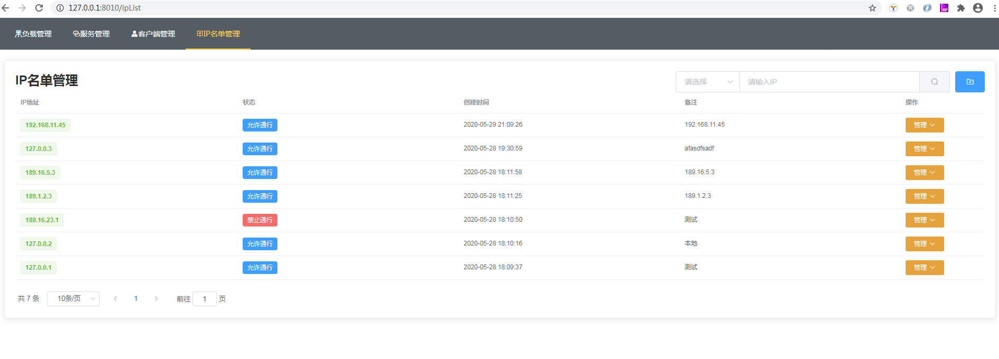 127.0.0.1:8010/ipList
负载管理 服务管理 客户端管理 IP名单管理
IP名单管理 请选择 请输入IP
IP地址 状态 创建时间 备注 操作
192.168.11.45 允许通行 2020-05-29 21:09:26 192.168.11.45 管理
127.0.0.3 允许通行 2020-05-28 19:30:59 afasdfsadf 管理
189.16.5.3 允许通行 2020-05-28 18:11:58 189.16.5.3 管理
189.1.2.3 允许通行 2020-05-28 18:11:25 189.1.2.3 管理
189.16.23.1 禁止通行 2020-05-28 18:10:50 测试 管理
127.0.0.2 允许通行 2020-05-28 18:10:16 本地 管理
127.0.0.1 允许通行 2020-05-28 18:09:37 测试 管理
共 7 条 10条/页 1 前往 1 页